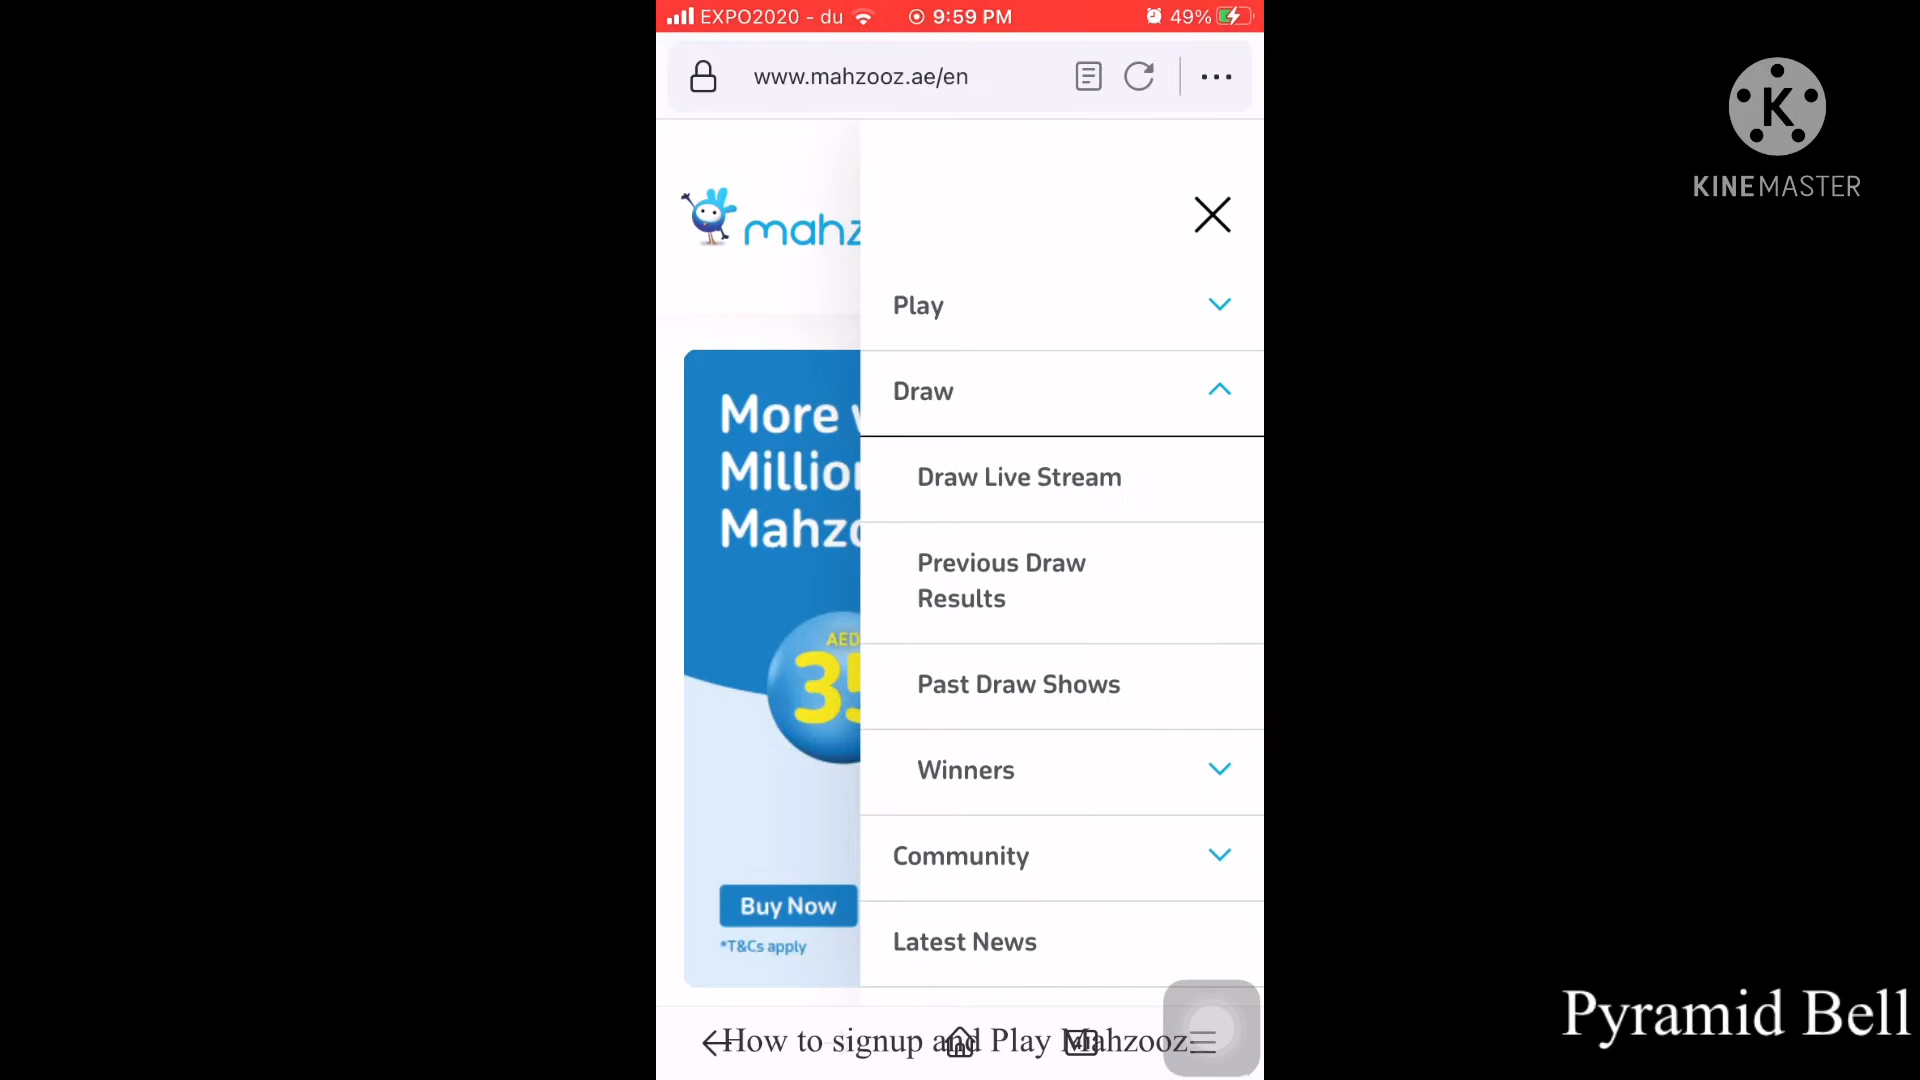 EXPO2020 - du
9:59 PM
49%
www.mahzooz.ae/en
K
KINEMASTER
mahz
Play
Draw
Draw Live Stream
Previous Draw
Results
Past Draw Shows
Winners
Community
Latest News
More
Million
Mahzo
AED
35
Buy Now
*T&Cs apply
How to signup and Play Mahzooz
Pyramid Bell